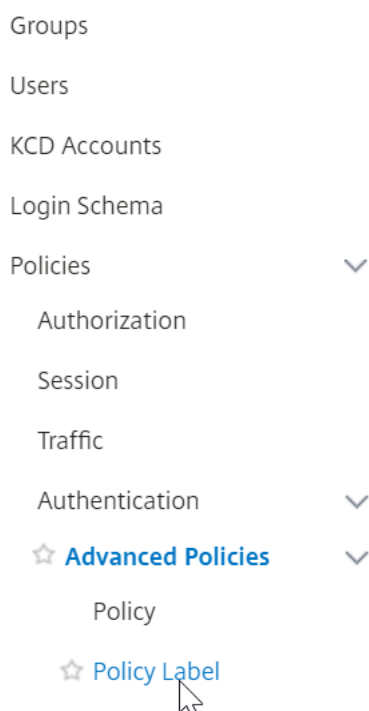 Groups
Users
KCD Accounts
Login Schema
Policies
Authorization
Session
Traffic
Authentication
Advanced Policies
Policy
Policy Label